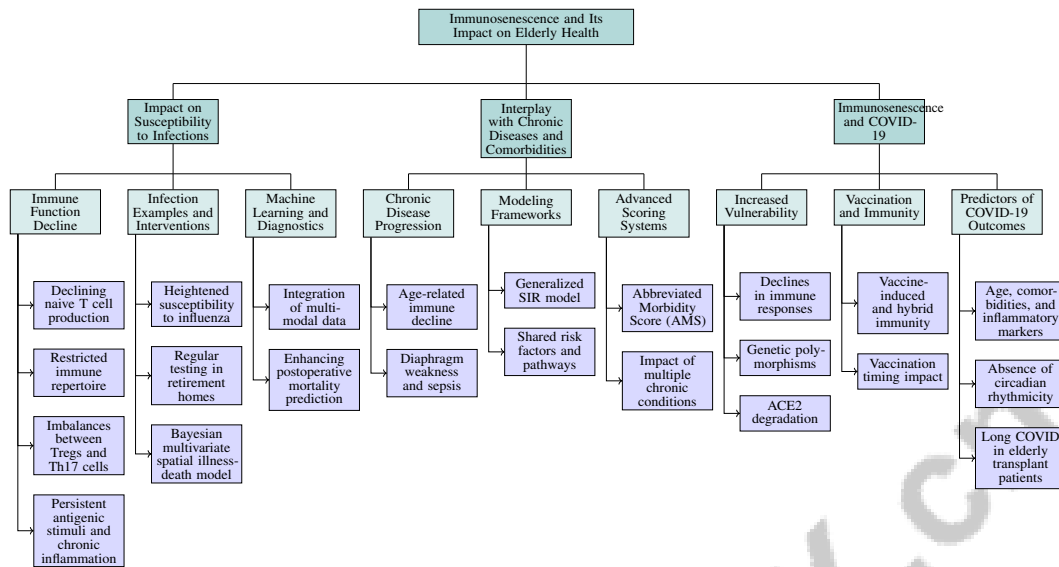 Immunosenescence and Its
Impact on Elderly Health
Impact on
Susceptibility
to Infections
Interplay
with Chronic
Diseases and
Comorbidities
Immunosenescence
and COVID-
19
Immune
Function
Decline
Infection
Examples and
Interventions
Machine
Learning and
Diagnostics
Chronic
Disease
Progression
Modeling
Frameworks
Advanced
Scoring
Systems
Increased
Vulnerability
Vaccination
and Immunity
Predictors
of COVID-19
Outcomes
Declining
naive T cell
production
Restricted
immune
repertoire
Imbalances
between
Tregs and
Th17 cells
Persistent
antigenic
stimuli and
chronic
inflammation
Heightened
susceptibility
to influenza
Regular
testing in
retirement
homes
Bayesian
multivariate
spatial illness-
death model
Integration
of multi-
modal data
Enhancing
postoperative
mortality
prediction
Age-related
immune
decline
Diaphragm
weakness
and sepsis
Generalized
SIR model
Shared risk
factors and
pathways
Abbreviated
Morbidity
Score (AMS)
Impact of
multiple
chronic
conditions
Declines
in immune
responses
Genetic poly-
morphisms
ACE2
degradation
Vaccine-
induced
and hybrid
immunity
Vaccination
timing impact
Age, comor-
bidities, and
inflammatory
markers
Absence of
circadian
rhythmicity
Long COVID
in elderly
transplant
patients